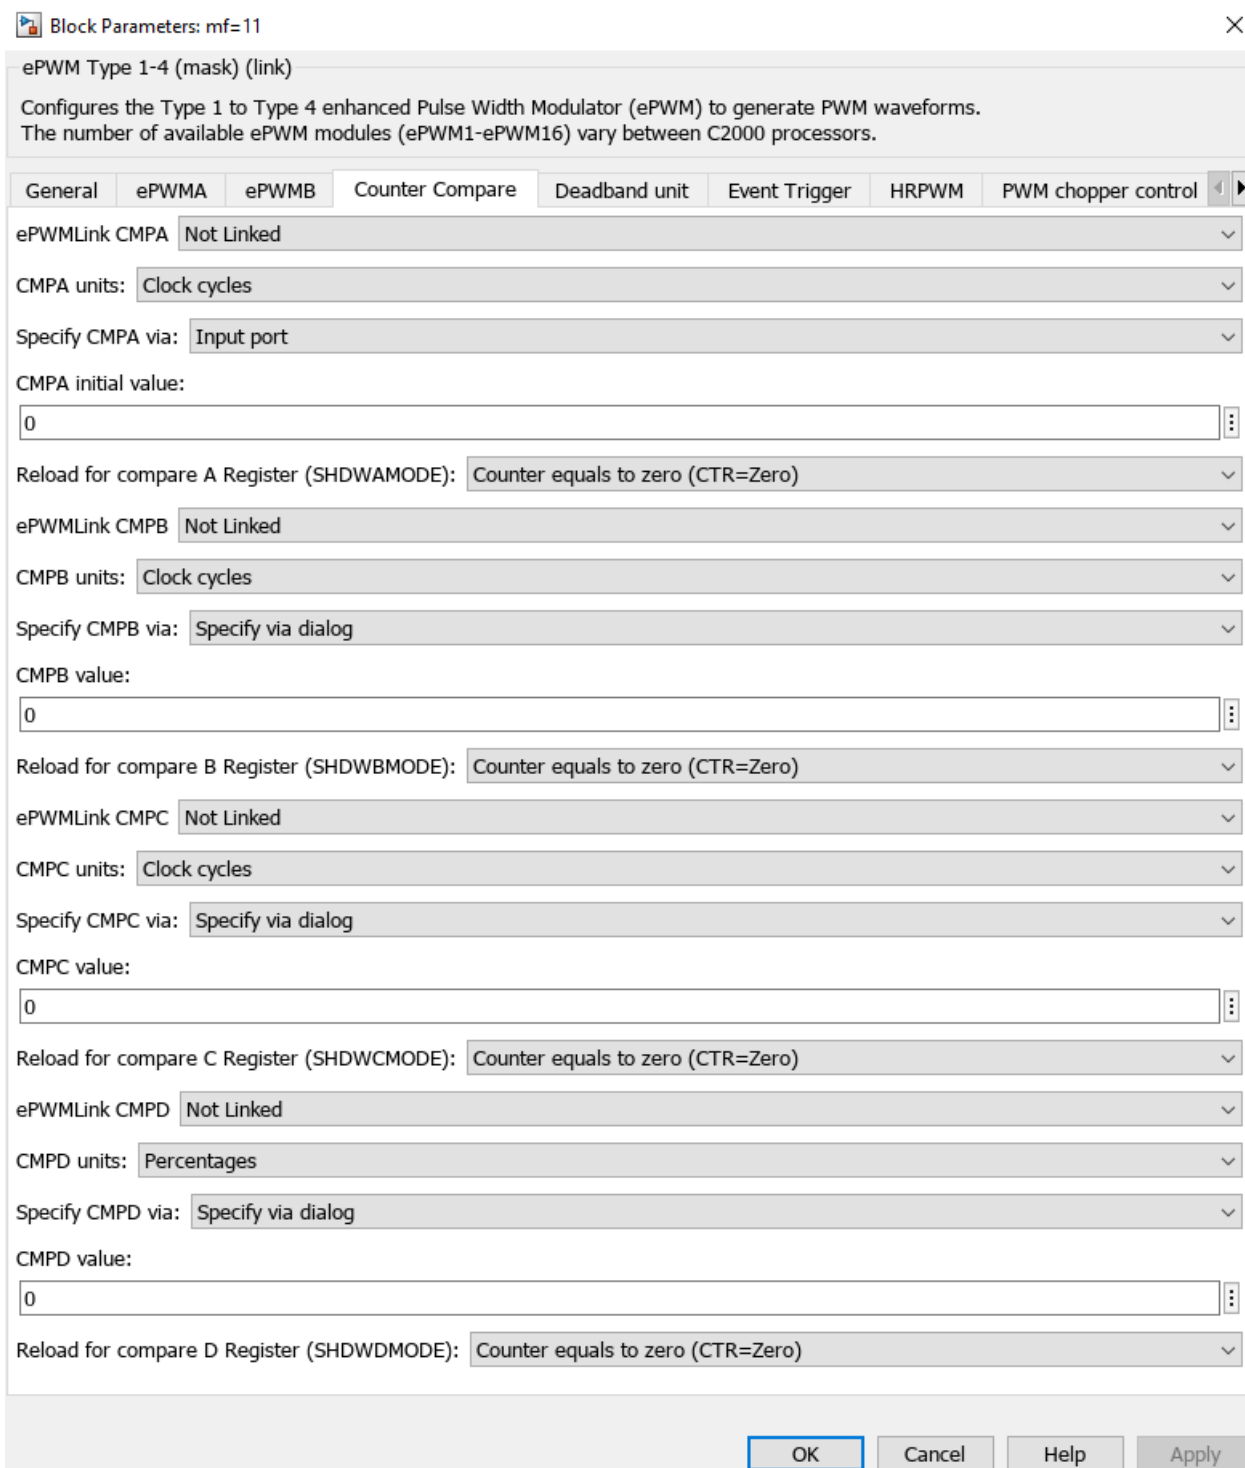 Block Parameters: mf=11
ePWM Type 1-4 (mask) (link)
Configures the Type 1 to Type 4 enhanced Pulse Width Modulator (ePWM) to generate PWM waveforms.
The number of available ePWM modules (ePWM1-ePWM16) vary between C2000 processors.
General ePWMA ePWMB Counter Compare Deadband unit Event Trigger HRPWM PWM chopper control
ePWMLink CMPA Not Linked
CMPA units: Clock cycles
Specify CMPA via: Input port
CMPA initial value:
0
Reload for compare A Register (SHDWAMODE): Counter equals to zero (CTR=Zero)
ePWMLink CMPB Not Linked
CMPB units: Clock cycles
Specify CMPB via: Specify via dialog
CMPB value:
0
Reload for compare B Register (SHDWBMODE): Counter equals to zero (CTR=Zero)
ePWMLink CMPC Not Linked
CMPC units: Clock cycles
Specify CMPC via: Specify via dialog
CMPC value:
0
Reload for compare C Register (SHDWCMODE): Counter equals to zero (CTR=Zero)
ePWMLink CMPD Not Linked
CMPD units: Percentages
Specify CMPD via: Specify via dialog
CMPD value:
0
Reload for compare D Register (SHDWDMODE): Counter equals to zero (CTR=Zero)
OK Cancel Help Apply